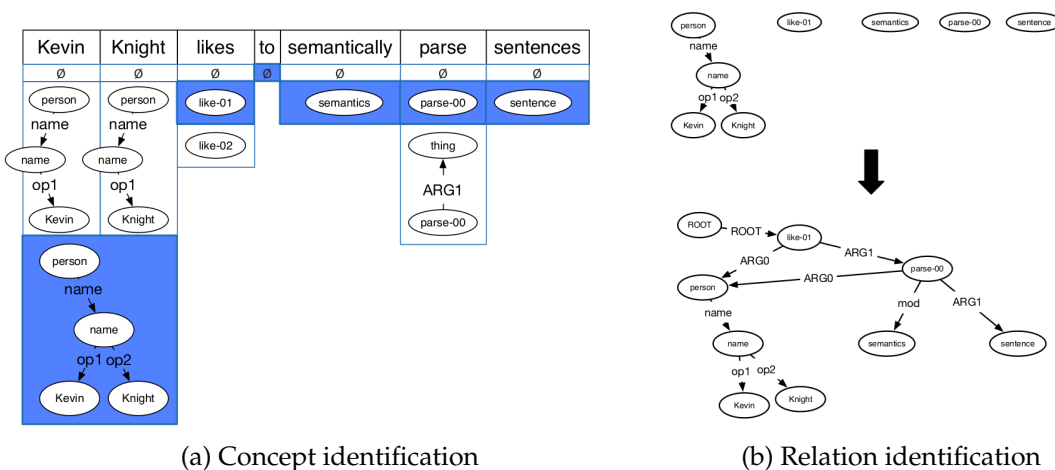 Kevin Knight likes to semantically parse sentences
Ø Ø Ø Ø Ø Ø Ø
person person like-01 semantics parse-00 sentence
name name like-02 thing
name name
op1 op1 ARG1
Kevin Knight parse-00
person
name
name
op1 op2
Kevin Knight
(a) Concept identification
person like-01 semantics parse-00 sentence
name
name
op1 op2
Kevin Knight
ROOT ROOT like-01
ARG0 ARG1
person ARG0 parse-00
name mod ARG1
name semantics sentence
op1 op2
Kevin Knight
(b) Relation identification